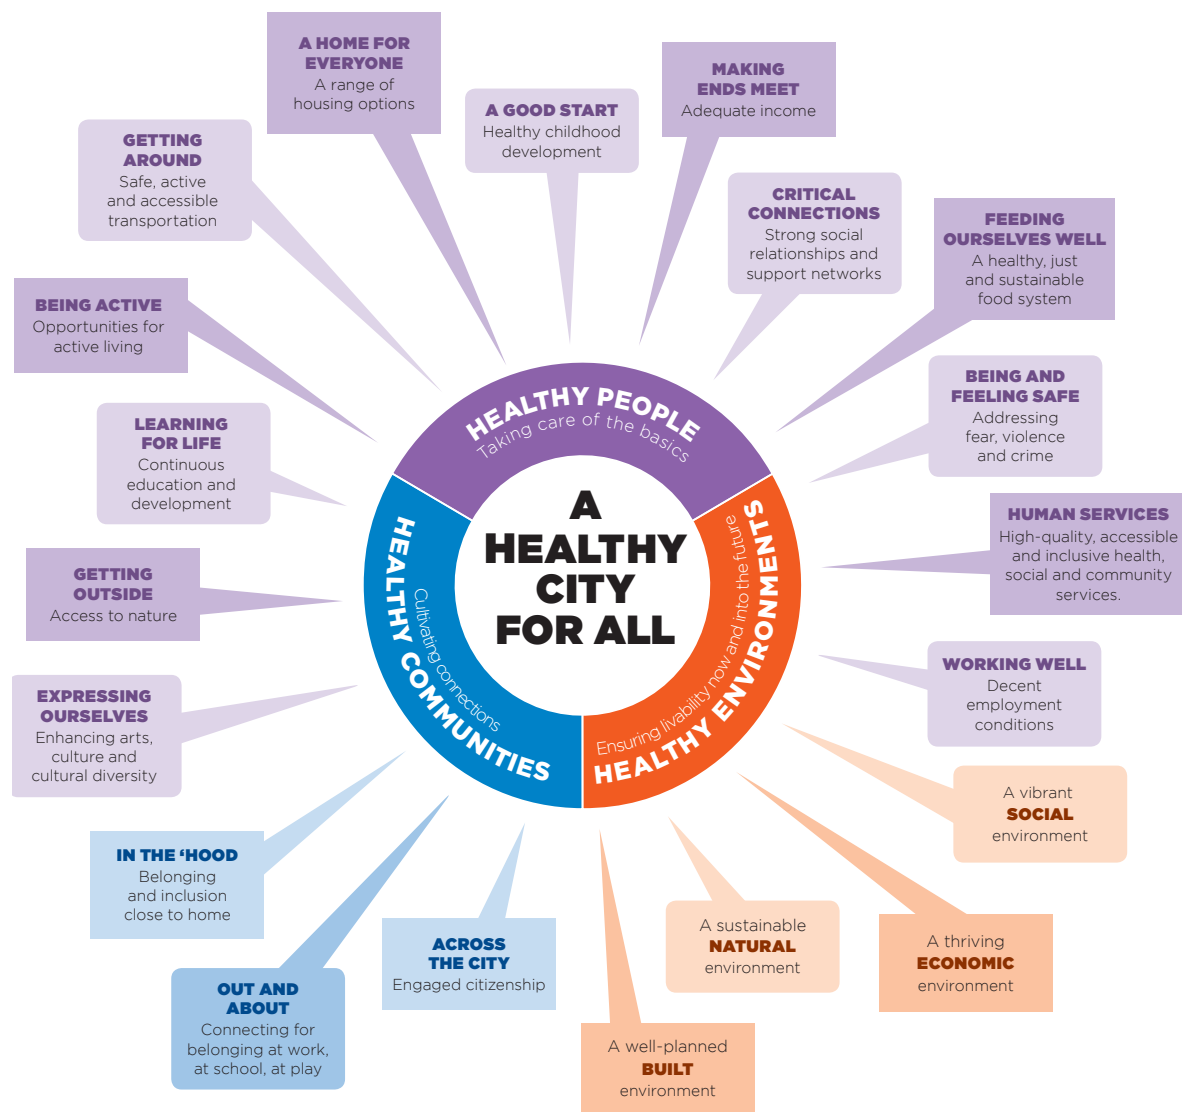 A HOME FOR
EVERYONE
A range of
housing options
A GOOD START
Healthy childhood
development
MAKING
ENDS MEET
Adequate income
GETTING
AROUND
Safe, active
and accessible
transportation
CRITICAL
CONNECTIONS
Strong social
relationships and
support networks
FEEDING
OURSELVES WELL
A healthy, just
and sustainable
food system
BEING ACTIVE
Opportunities for
active living
BEING AND
FEELING SAFE
Addressing
fear, violence
and crime
LEARNING
FOR LIFE
Continuous
education and
development
HUMAN SERVICES
High-quality, accessible
and inclusive health,
social and community
services.
GETTING
OUTSIDE
Access to nature
WORKING WELL
Decent
employment
conditions
EXPRESSING
OURSELVES
Enhancing arts,
culture and
cultural diversity
HEALTHY PEOPLE
Taking care of the basics
A
HEALTHY
CITY
FOR ALL
HEALTHY COMMUNITIES
Cultivating connections
HEALTHY ENVIRONMENTS
Ensuring livability now and into the future
A vibrant
SOCIAL
environment
IN THE ‘HOOD
Belonging
and inclusion
close to home
A thriving
ECONOMIC
environment
A sustainable
NATURAL
environment
ACROSS
THE CITY
Engaged citizenship
OUT AND
ABOUT
Connecting for
belonging at work,
at school, at play
A well-planned
BUILT
environment